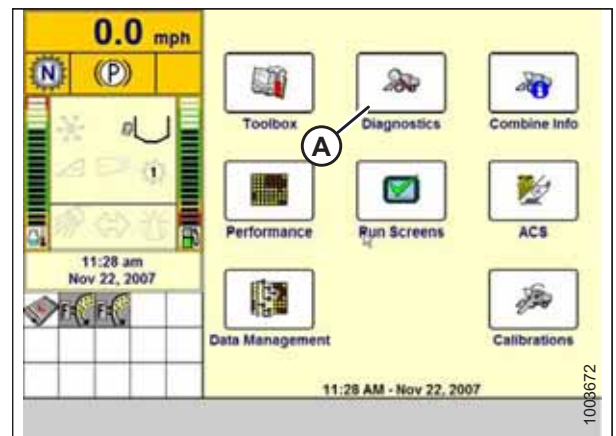 0.0 mph
N
P
1
11:28 am
Nov 22, 2007
F
F
Toolbox
Diagnostics
Combine Info
A
Performance
Run Screens
ACS
Data Management
Calibrations
11:28 AM - Nov 22, 2007
1003672